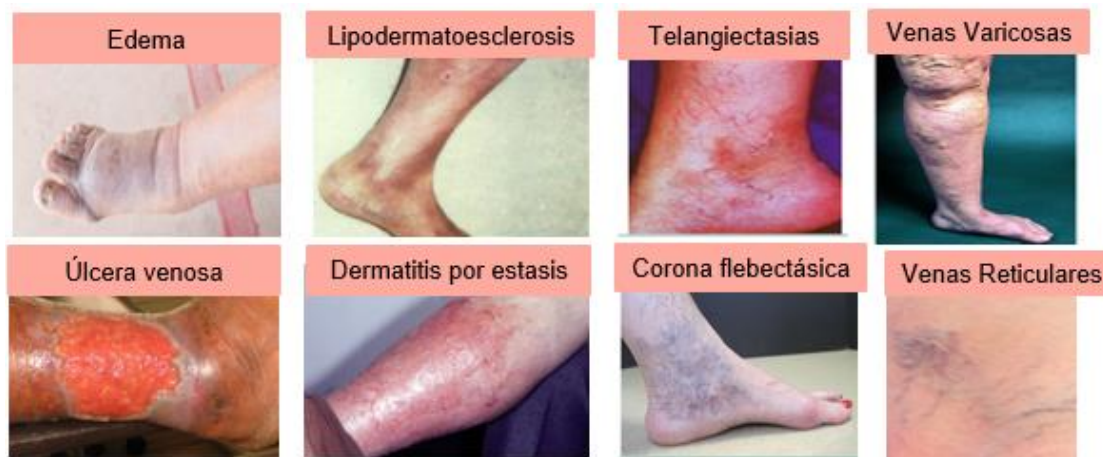 Edema
Lipodermatoesclerosis
Telangiectasias
Venas Varicosas
Úlcera venosa
Dermatitis por estasis
Corona flebectásica
Venas Reticulares